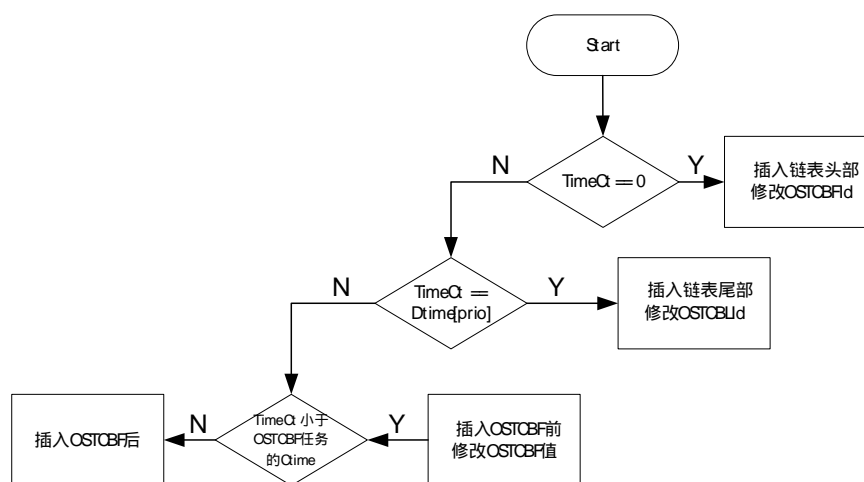 Start
N
Y
TimeCt == 0
插入链表头部
修改OSTCBFId
N
Y
TimeCt ==
Dtime[prio]
插入链表尾部
修改OSTCBLId
插入OSTCBF后
N
TimeCt 小于
OSTCBF任务
的Ctime
Y
插入OSTCBF前
修改OSTCBF值